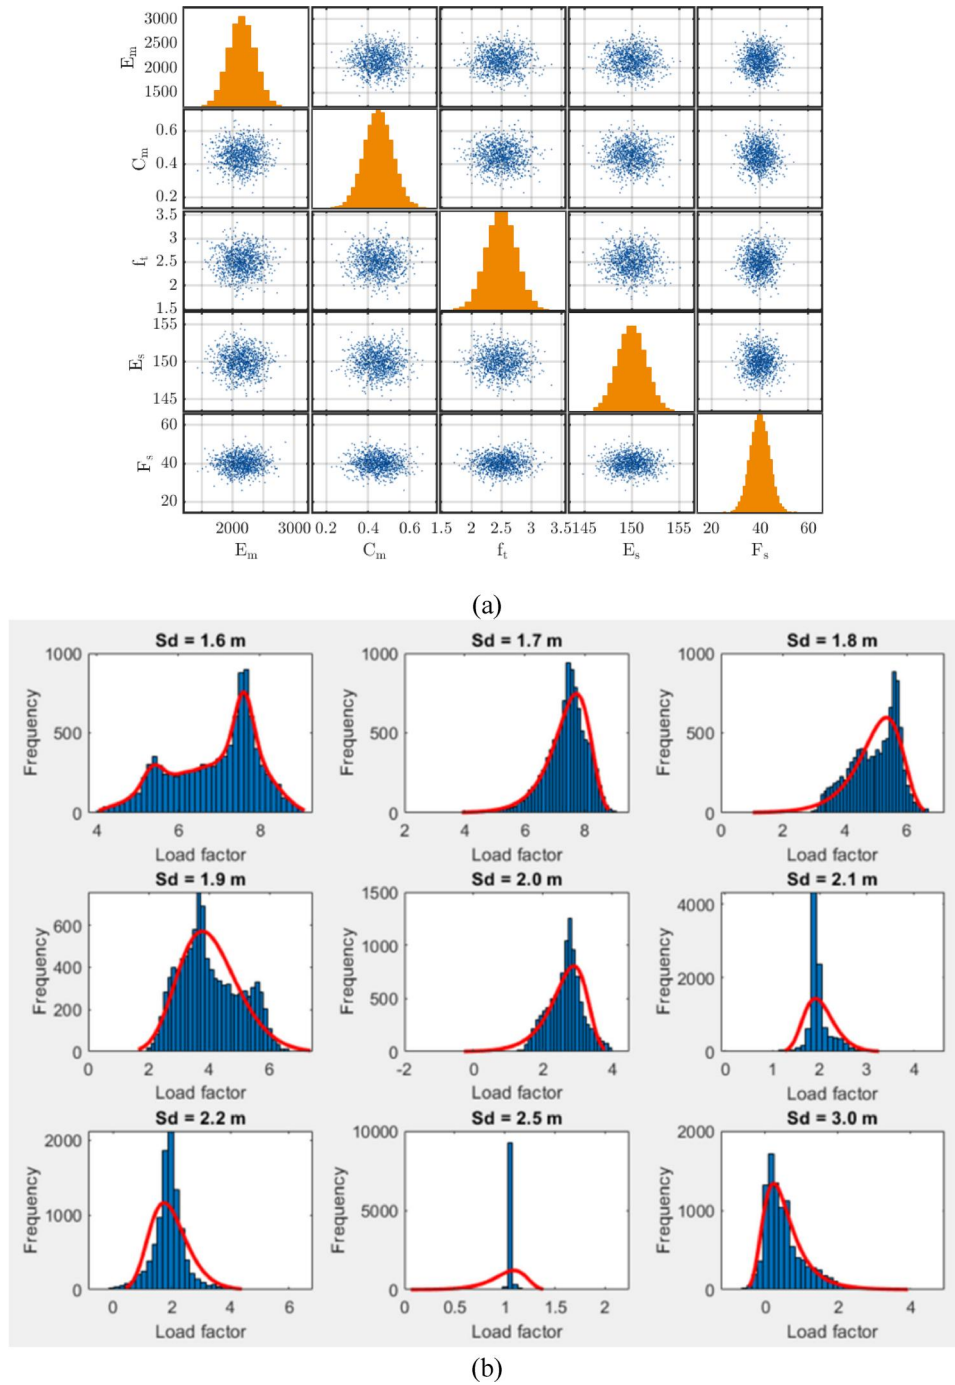 3000
2500
2000
1500
E_m
0.6
0.4
0.2
C_m
3.5
3
2.5
2
1.5
f_t
155
150
145
E_s
60
40
20
F_s
2000 3000 0.2 0.4 0.6 1.5 2 2.5 3 3.5 145 150 155 20 40 60
E_m C_m f_t E_s F_s
(a)
Sd = 1.6 m Sd = 1.7 m Sd = 1.8 m
1000 1000 1000
Frequency Frequency Frequency
500 500 500
0 0 0
4 6 8 2 4 6 8 0 2 4 6
Load factor Load factor Load factor
Sd = 1.9 m Sd = 2.0 m Sd = 2.1 m
1500
600 4000
1000
Frequency Frequency Frequency
400
2000
500
200
0 0 0
0 2 4 6 -2 0 2 4 0 1 2 3 4
Load factor Load factor Load factor
Sd = 2.2 m Sd = 2.5 m Sd = 3.0 m
2000 10000 2000
Frequency Frequency Frequency
1000 5000 1000
0 0 0
0 2 4 6 0 0.5 1 1.5 2 0 2 4
Load factor Load factor Load factor
(b)